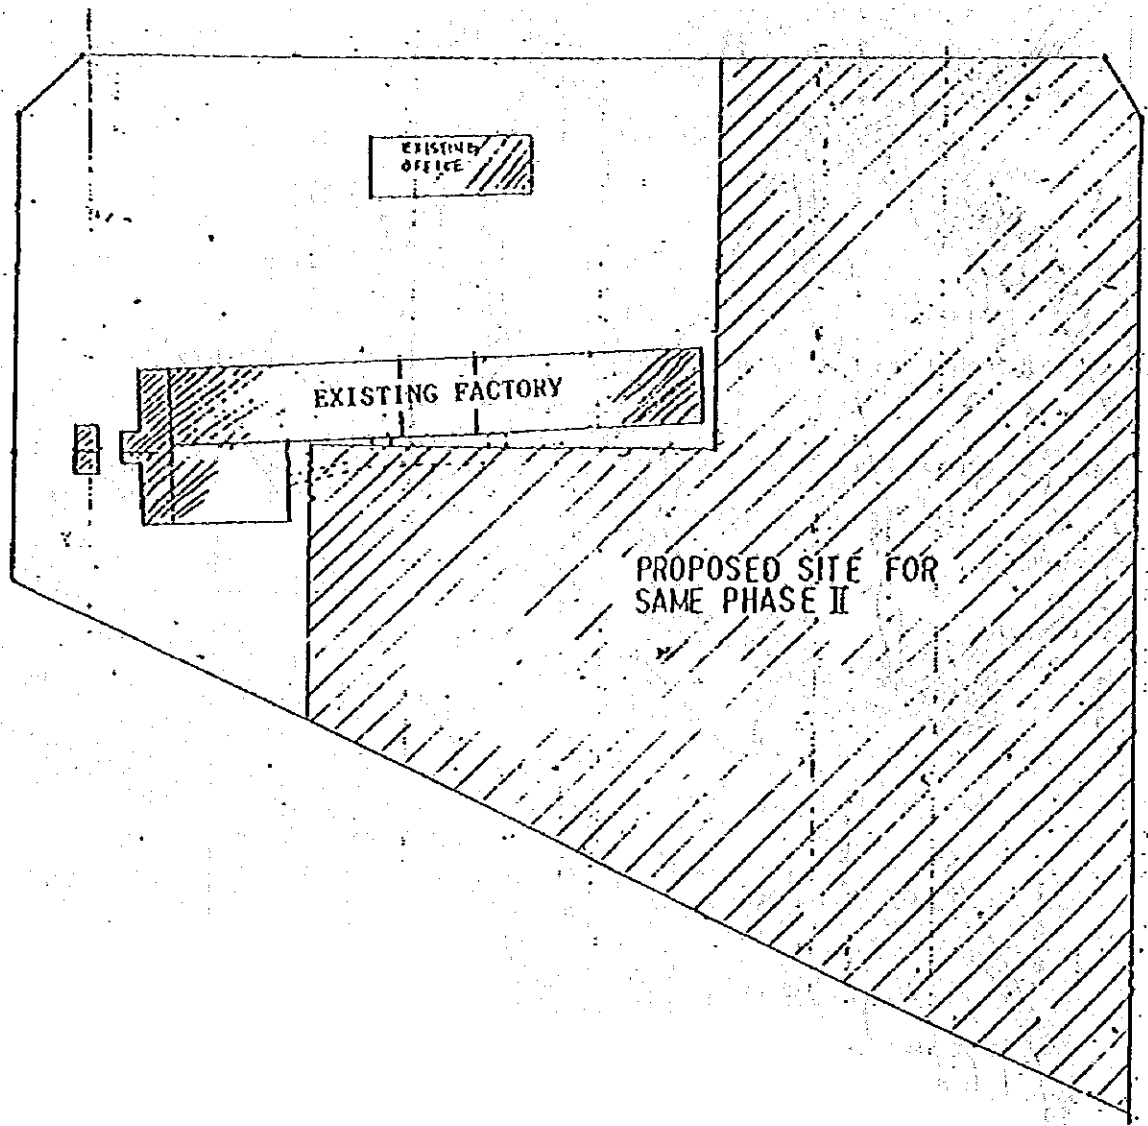 EXISTING
OFFICE
EXISTING FACTORY
PROPOSED SITE FOR
SAME PHASE II